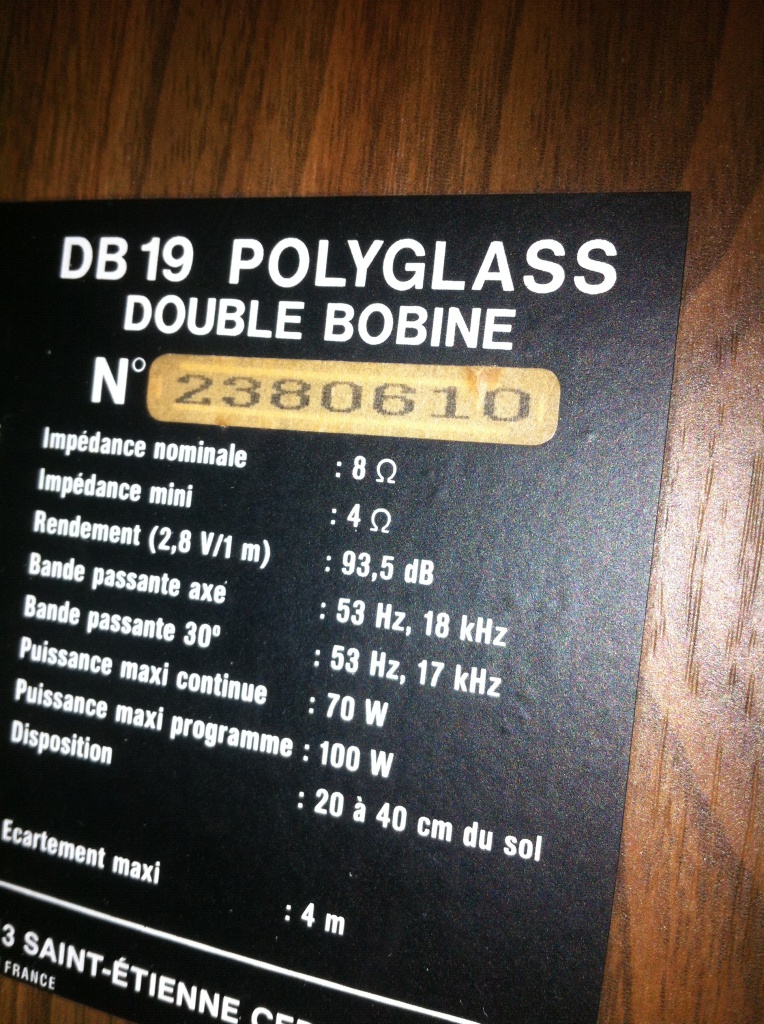 DB 19 POLYGLASS
DOUBLE BOBINE
N° 2380610
Impédance nominale : 8 Ω
Impédance mini : 4 Ω
Rendement (2,8 V/1 m) : 93,5 dB
Bande passante axe : 53 Hz, 18 kHz
Bande passante 30° : 53 Hz, 17 kHz
Puissance maxi continue : 70 W
Puissance maxi programme : 100 W
Disposition : 20 à 40 cm du sol
Ecartement maxi : 4 m
3 SAINT-ÉTIENNE CE
FRANCE